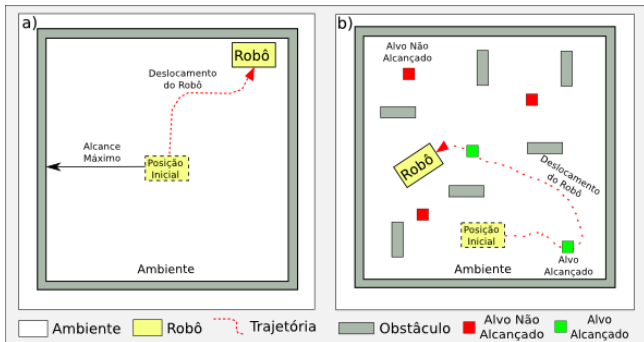 a)
Robô
Deslocamento
do Robô
Alcance
Máximo
Posição
Inicial
Ambiente
b)
Alvo Não
Alcançado
Robô
Deslocamento
do Robô
Posição
Inicial
Ambiente
Alvo
Alcançado
Ambiente
Robô
Trajetória
Obstâculo
Alvo Não
Alcançado
Alvo
Alcançado